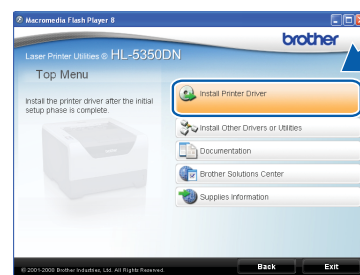 Macromedia Flash Player 8
brother
Laser Printer Utilities HL-5350DN
Top Menu
Install the printer driver after the initial
setup phase is complete.
Install Printer Driver
Install Other Drivers or Utilities
Documentation
Brother Solutions Center
Supplies Information
© 2001-2008 Brother Industries, Ltd. All Rights Reserved.
Back
Exit